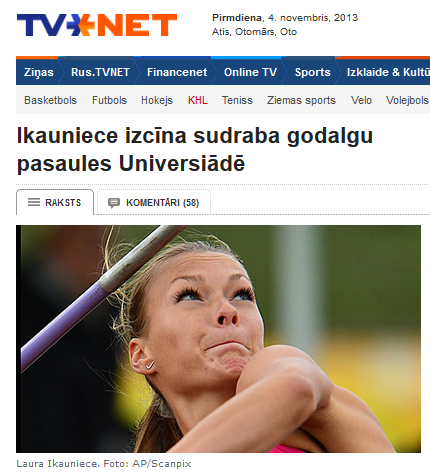 TVNET
Pirmdiena, 4. novembris, 2013
Atis, Otomārs, Oto
Ziņas Rus.TVNET Financenet Online TV Sports Izklaide & Kultū
Basketbols Futbols Hokejs KHL Teniss Ziemas sports Velo Volejbols
Ikauniece izcīna sudraba godalgu
pasaules Universiādē
RAKSTS KOMENTĀRI (58)
Laura Ikauniece. Foto: AP/Scanpix